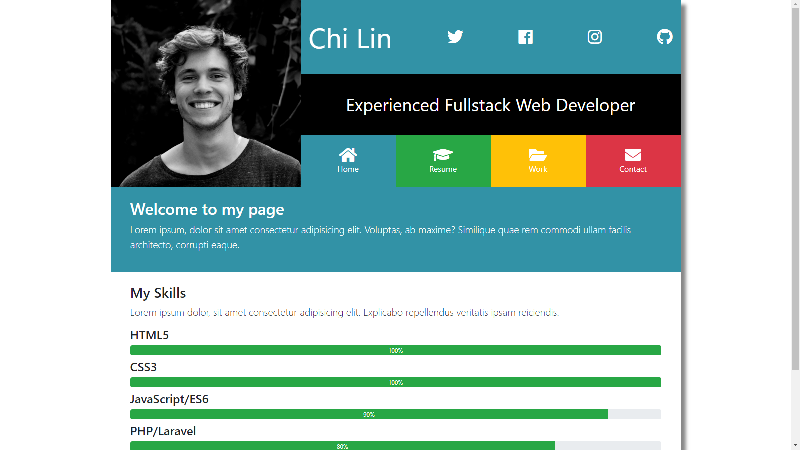 Chi Lin
Experienced Fullstack Web Developer
Home
Resume
Work
Contact
Welcome to my page
Lorem ipsum, dolor sit amet consectetur adipisicing elit. Voluptas, ab maxime? Similique quae rem commodi ullam facilis
architecto, corrupti eaque.
My Skills
Lorem ipsum dolor, sit amet consectetur adipisicing elit. Explicabo repellendus veritatis ipsam reiciendis.
HTML5
100%
CSS3
100%
JavaScript/ES6
90%
PHP/Laravel
80%